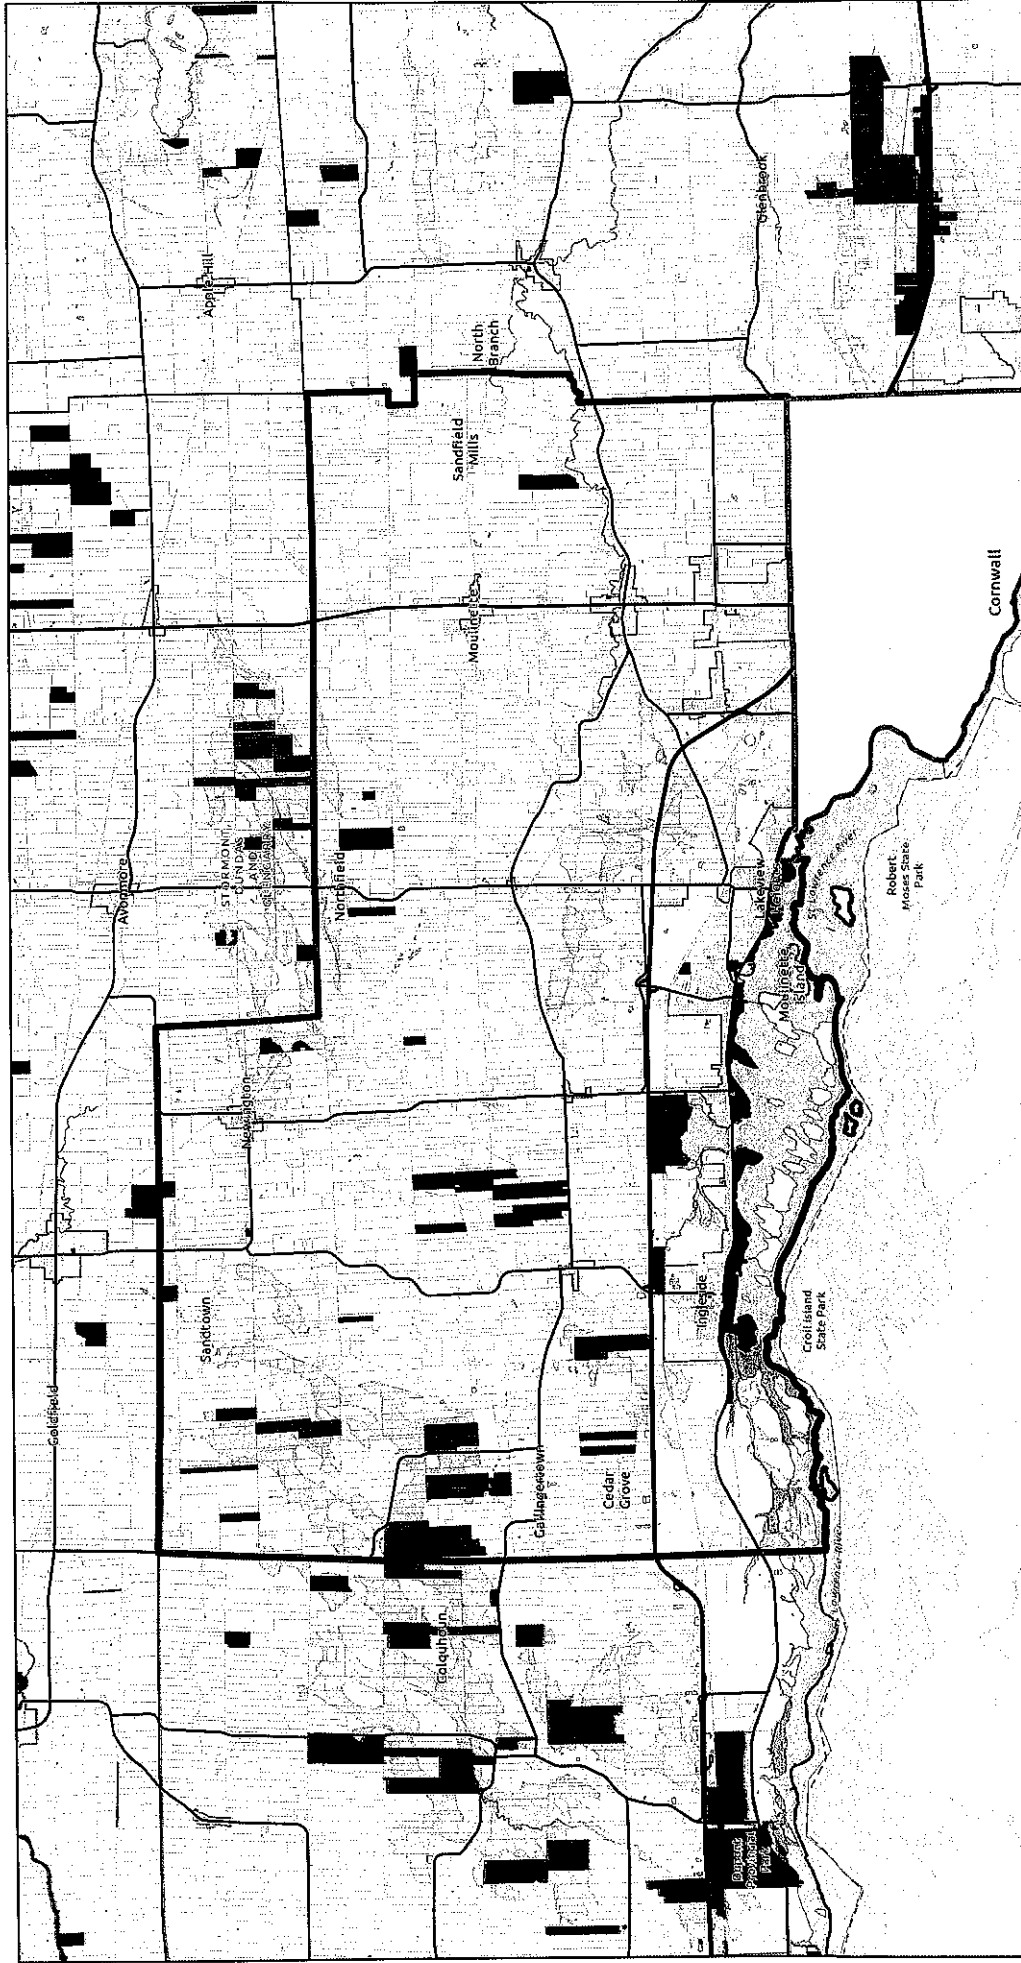 Goldfield
Avonmore
Apple Hill
Sandtown
Newington
STORMONT,
DUNDAS
AND
GLENGARRY
Northfield
North
Branch
Sandfield
Mills
Moulinette
Colquhoun
Gallingertown
Cedar
Grove
Glenbrook
Ingleside
Lakeview
Heights
Moulinette
Island
St Lawrence River
Cornwall
Robert
Moses State
Park
Croil Island
State Park
Provincial
Park